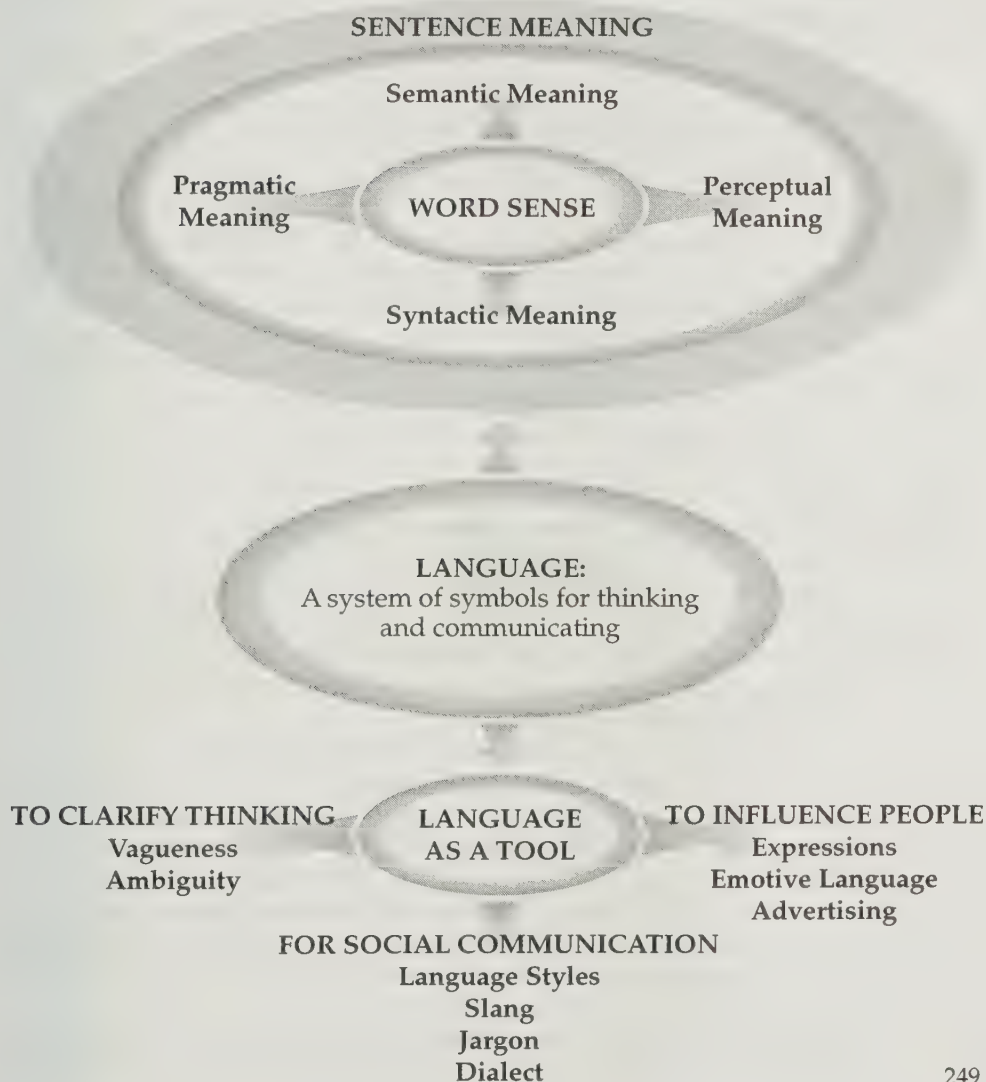 SENTENCE MEANING
Semantic Meaning
Pragmatic
Meaning
WORD SENSE
Perceptual
Meaning
Syntactic Meaning
LANGUAGE:
A system of symbols for thinking
and communicating
TO CLARIFY THINKING
Vagueness
Ambiguity
LANGUAGE
AS A TOOL
TO INFLUENCE PEOPLE
Expressions
Emotive Language
Advertising
FOR SOCIAL COMMUNICATION
Language Styles
Slang
Jargon
Dialect
249